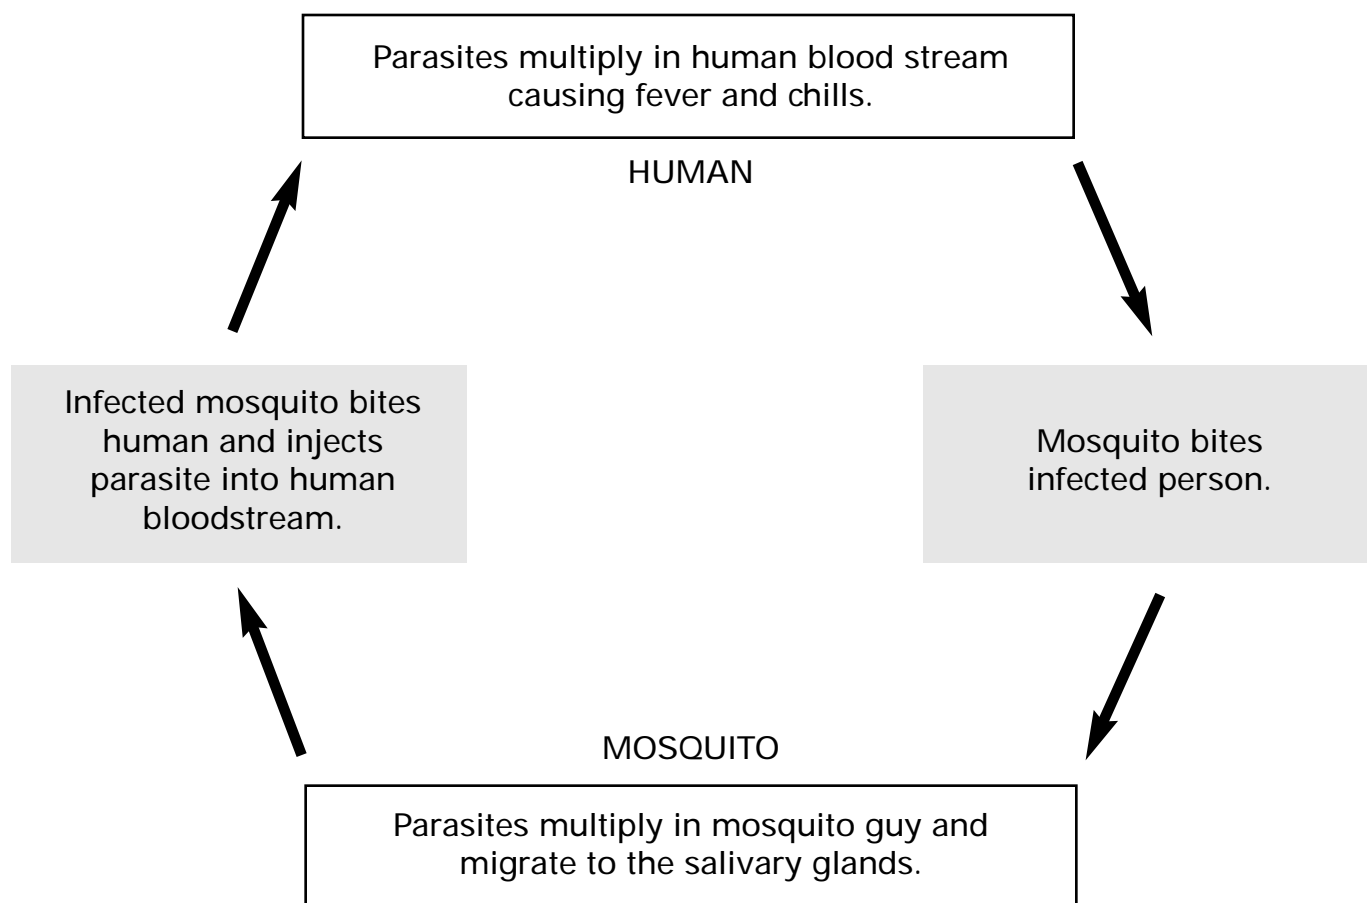 Parasites multiply in human blood stream
causing fever and chills.
HUMAN
Infected mosquito bites
human and injects
parasite into human
bloodstream.
Mosquito bites
infected person.
MOSQUITO
Parasites multiply in mosquito guy and
migrate to the salivary glands.